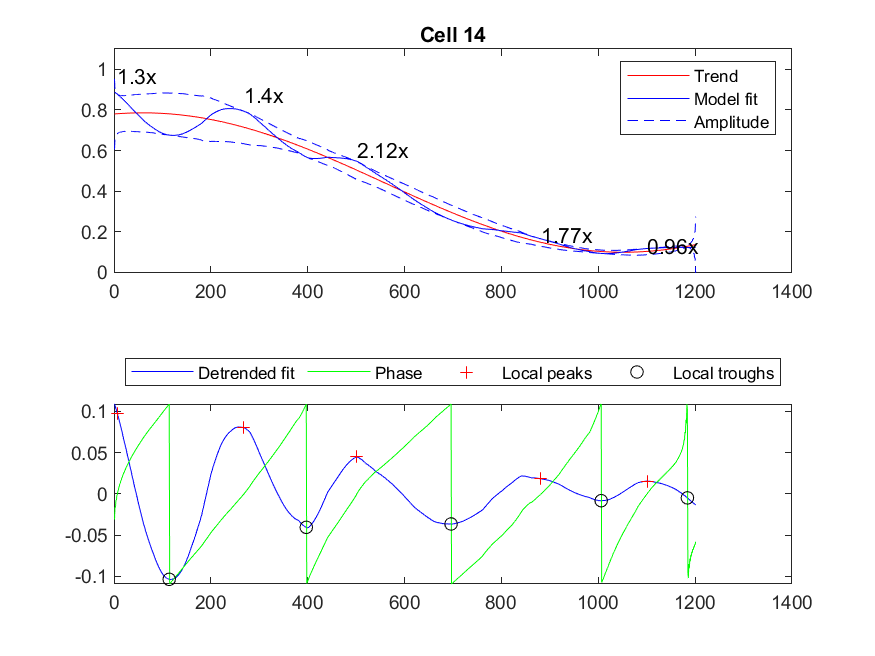 Cell 14
1
0.8
0.6
0.4
0.2
0
1.3x
1.4x
2.12x
1.77x
0.96x
Trend
Model fit
Amplitude
0 200 400 600 800 1000 1200 1400
Detrended fit Phase Local peaks Local troughs
0.1
0.05
0
-0.05
-0.1
0 200 400 600 800 1000 1200 1400